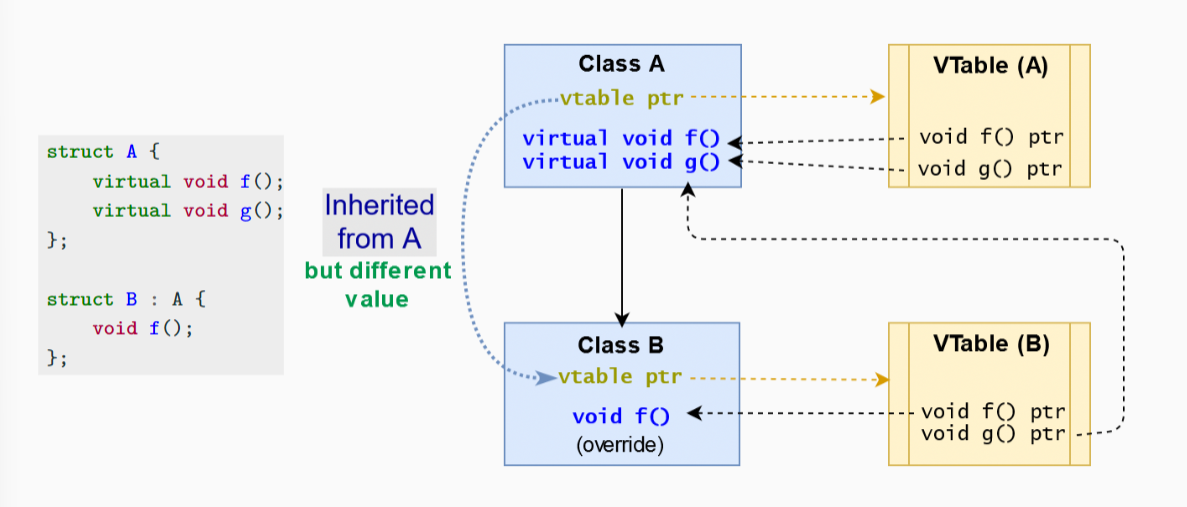 struct A {
    virtual void f();
    virtual void g();
};
struct B : A {
    void f();
};
Inherited
from A
but different
value
Class A
vtable ptr
virtual void f()
virtual void g()
VTable (A)
void f() ptr
void g() ptr
Class B
vtable ptr
void f()
(override)
VTable (B)
void f() ptr
void g() ptr